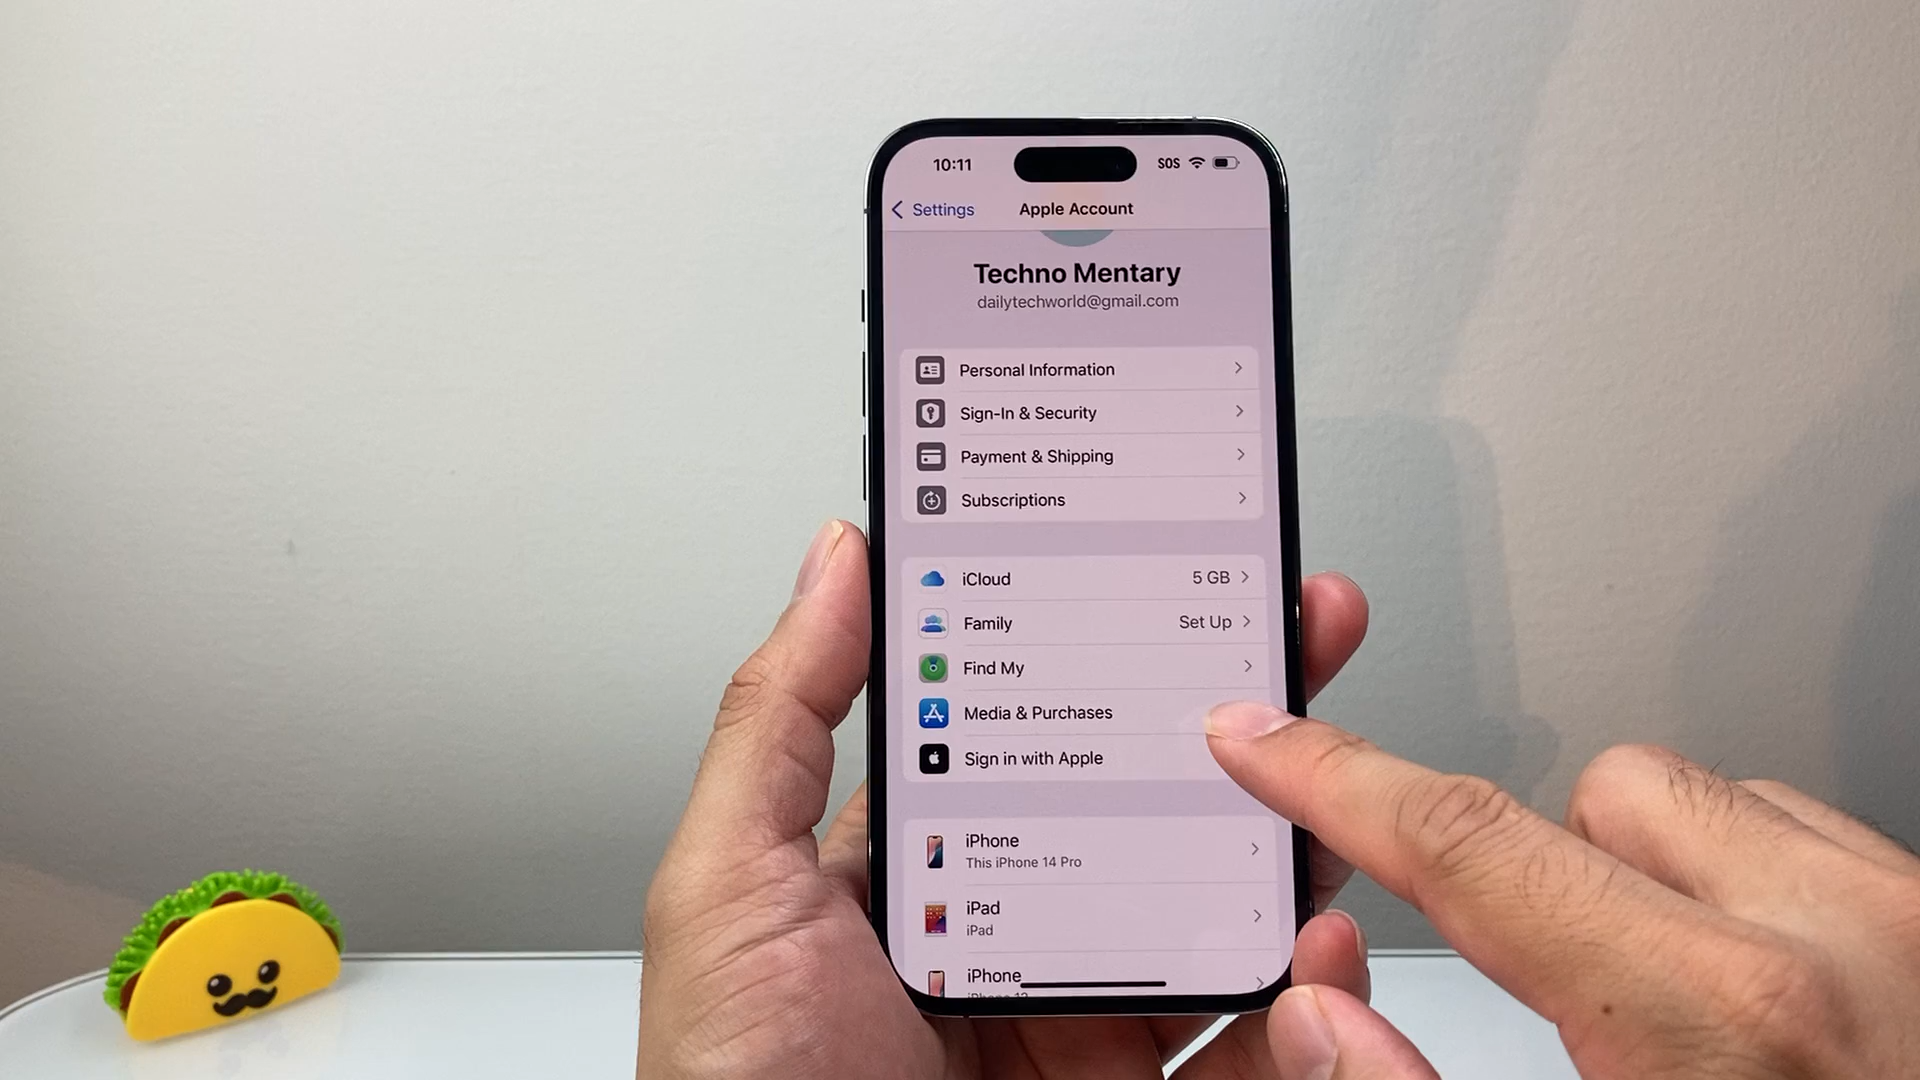 10:11 SOS
Settings Apple Account
Techno Mentary
dailytechworld@gmail.com
Personal Information
Sign-In & Security
Payment & Shipping
Subscriptions
iCloud 5 GB
Family Set Up
Find My
Media & Purchases
Sign in with Apple
iPhone
This iPhone 14 Pro
iPad
iPad
iPhone